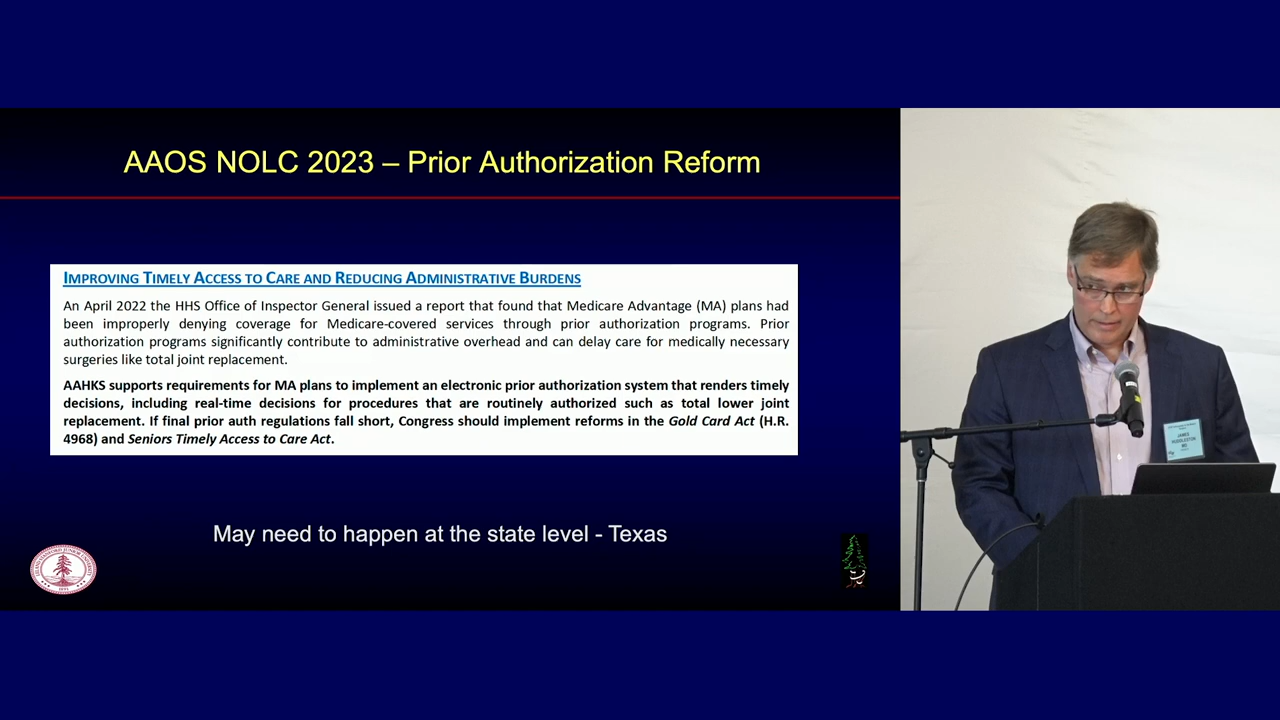 AAOS NOLC 2023 – Prior Authorization Reform
IMPROVING TIMELY ACCESS TO CARE AND REDUCING ADMINISTRATIVE BURDENS
An April 2022 the HHS Office of Inspector General issued a report that found that Medicare Advantage (MA) plans had
been improperly denying coverage for Medicare-covered services through prior authorization programs. Prior
authorization programs significantly contribute to administrative overhead and can delay care for medically necessary
surgeries like total joint replacement.
AAHKS supports requirements for MA plans to implement an electronic prior authorization system that renders timely
decisions, including real-time decisions for procedures that are routinely authorized such as total lower joint
replacement. If final prior auth regulations fall short, Congress should implement reforms in the Gold Card Act (H.R.
4968) and Seniors Timely Access to Care Act.
May need to happen at the state level - Texas
JAMES
HUDDLESTON
MD